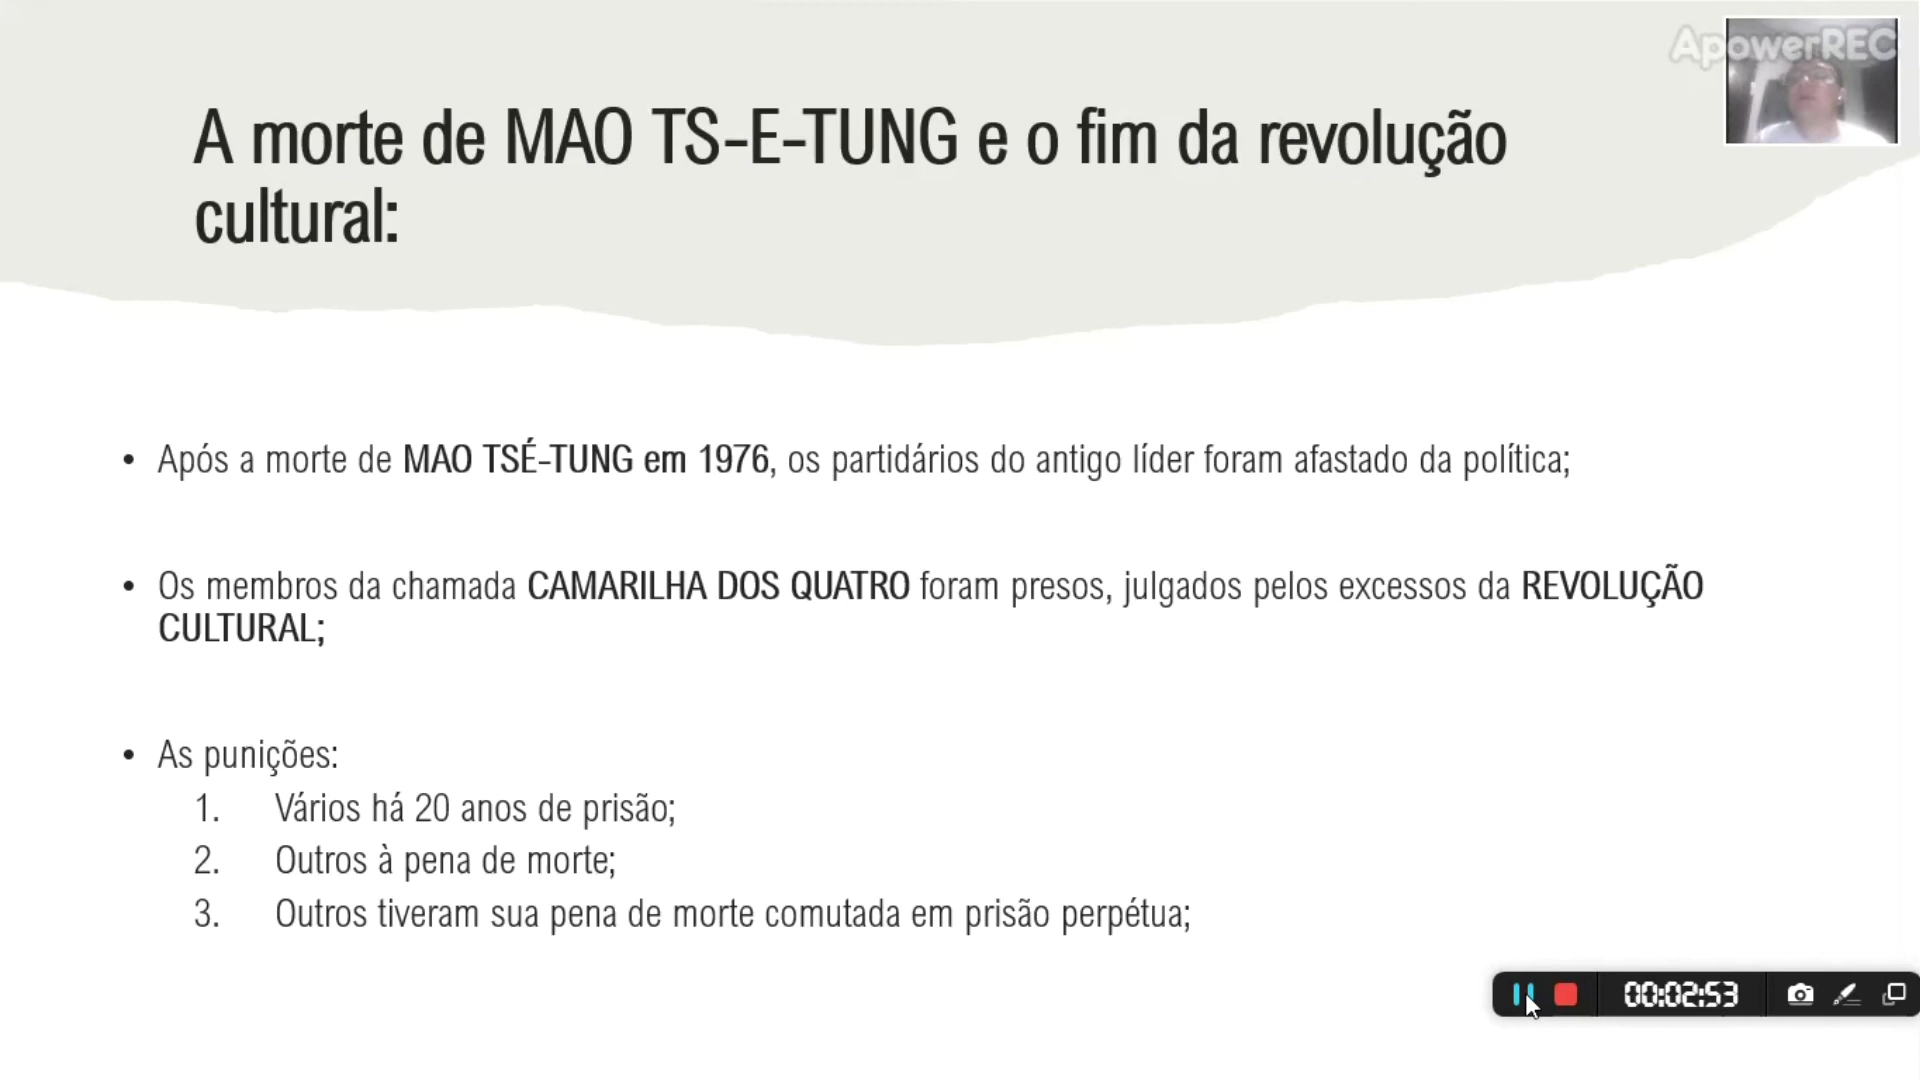 ApowerREC
A morte de MAO TS-E-TUNG e o fim da revolução
cultural:
• Após a morte de MAO TSÉ-TUNG em 1976, os partidários do antigo líder foram afastado da política;
• Os membros da chamada CAMARILHA DOS QUATRO foram presos, julgados pelos excessos da REVOLUÇÃO
CULTURAL;
• As punições:
1. Vários há 20 anos de prisão;
2. Outros à pena de morte;
3. Outros tiveram sua pena de morte comutada em prisão perpétua;
00:02:53